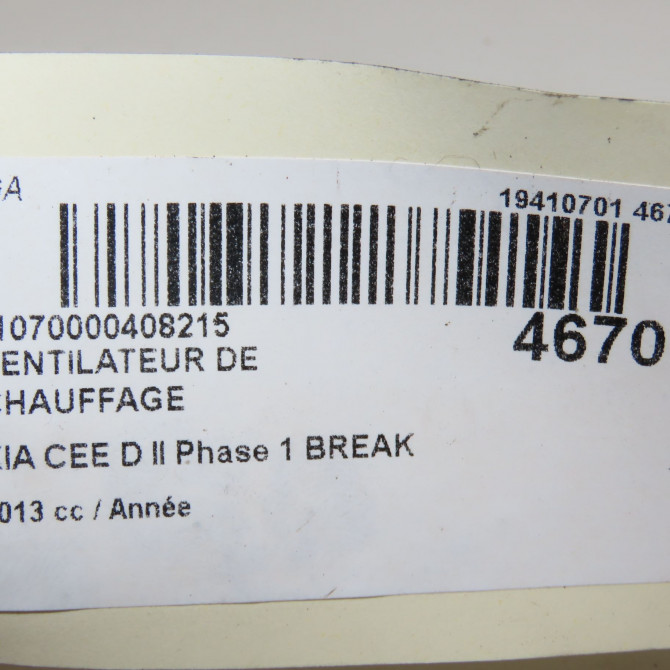 19410701 467
1070000408215
4670
ENTILATEUR DE
CHAUFFAGE
KIA CEE D II Phase 1 BREAK
013 cc / Année